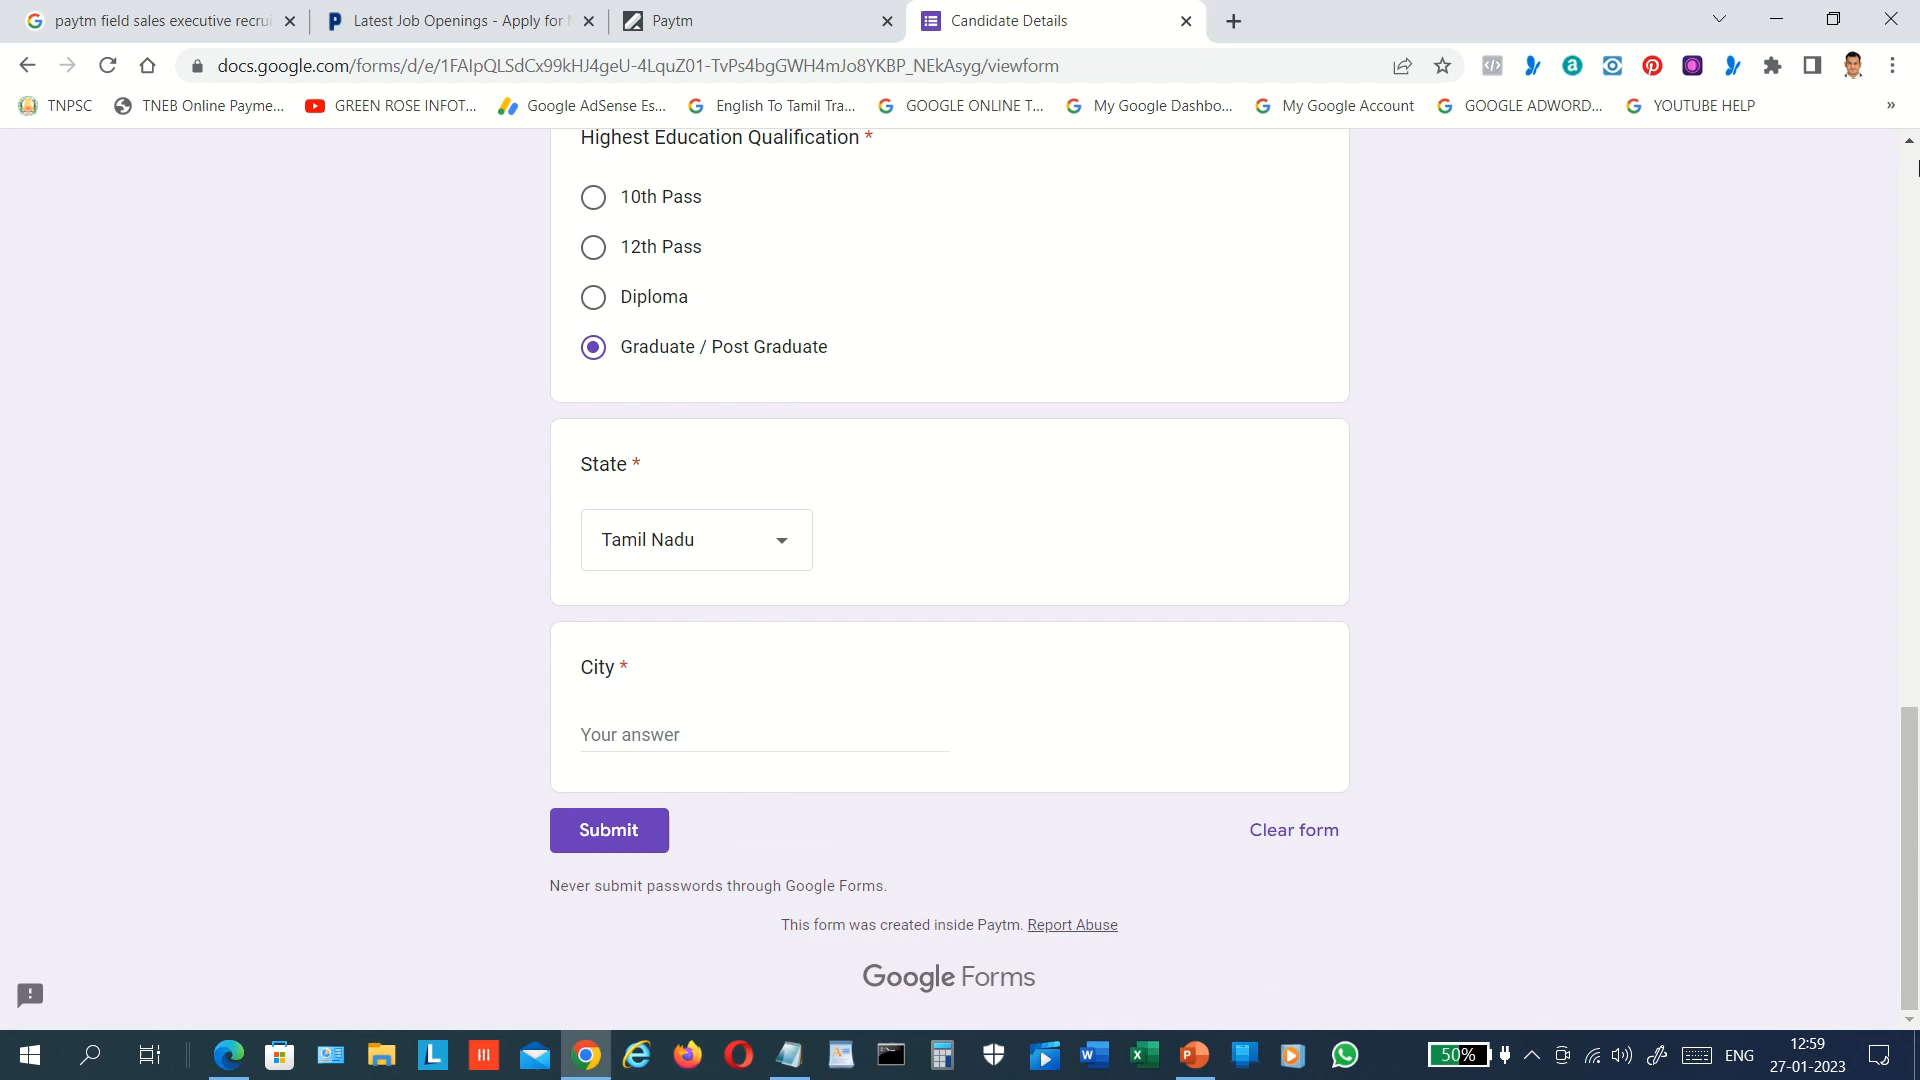 paytm field sales executive recrui
Latest Job Openings - Apply for
Paytm
Candidate Details
docs.google.com/forms/d/e/1FAIpQLSdCx99kHJ4geU-4LquZ01-TvPs4bgGWH4mJo8YKBP_NEkAsyg/viewform
TNPSC
TNEB Online Payme...
GREEN ROSE INFOT...
Google AdSense Es...
English To Tamil Tra...
GOOGLE ONLINE T...
My Google Dashbo...
My Google Account
GOOGLE ADWORD...
YOUTUBE HELP
»
Highest Education Qualification *
10th Pass
12th Pass
Diploma
Graduate / Post Graduate
State *
Tamil Nadu
City *
Your answer
Submit
Clear form
Never submit passwords through Google Forms.
This form was created inside Paytm. Report Abuse
Google Forms
50%
ENG
12:59
27-01-2023